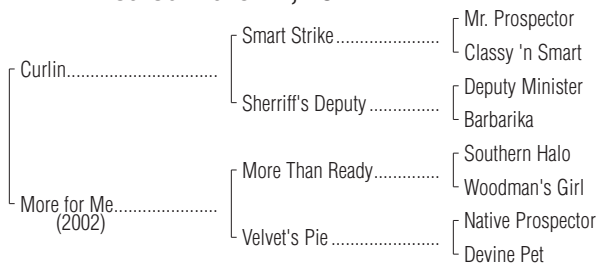 Mr. Prospector
Smart Strike
Classy 'n Smart
Curlin
Deputy Minister
Sherriff's Deputy
Barbarika
Southern Halo
More Than Ready
Woodman's Girl
More for Me
(2002)
Native Prospector
Velvet's Pie
Devine Pet